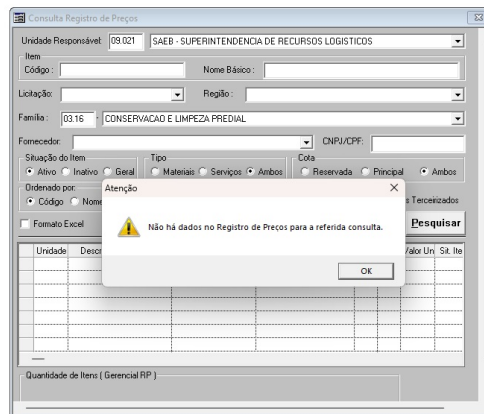 Consulta Registro de Preços
Unidade Responsável: 09.021 SAEB - SUPERINTENDENCIA DE RECURSOS LOGISTICOS
Item
Código : Nome Básico :
Licitação: Região :
Família : 03.16 - CONSERVACAO E LIMPEZA PREDIAL
Fornecedor: CNPJ/CPF:
Situação do Item Tipo Cota
Ativo Inativo Geral Materiais Serviços Ambos Reservada Principal Ambos
Ordenado por: Atenção
Código Nome s Terceirizados
Não há dados no Registro de Preços para a referida consulta.
Formato Excel Pesquisar
Unidade Descr Valor Un Sit. Ite
OK
Quantidade de Itens ( Gerencial RP )